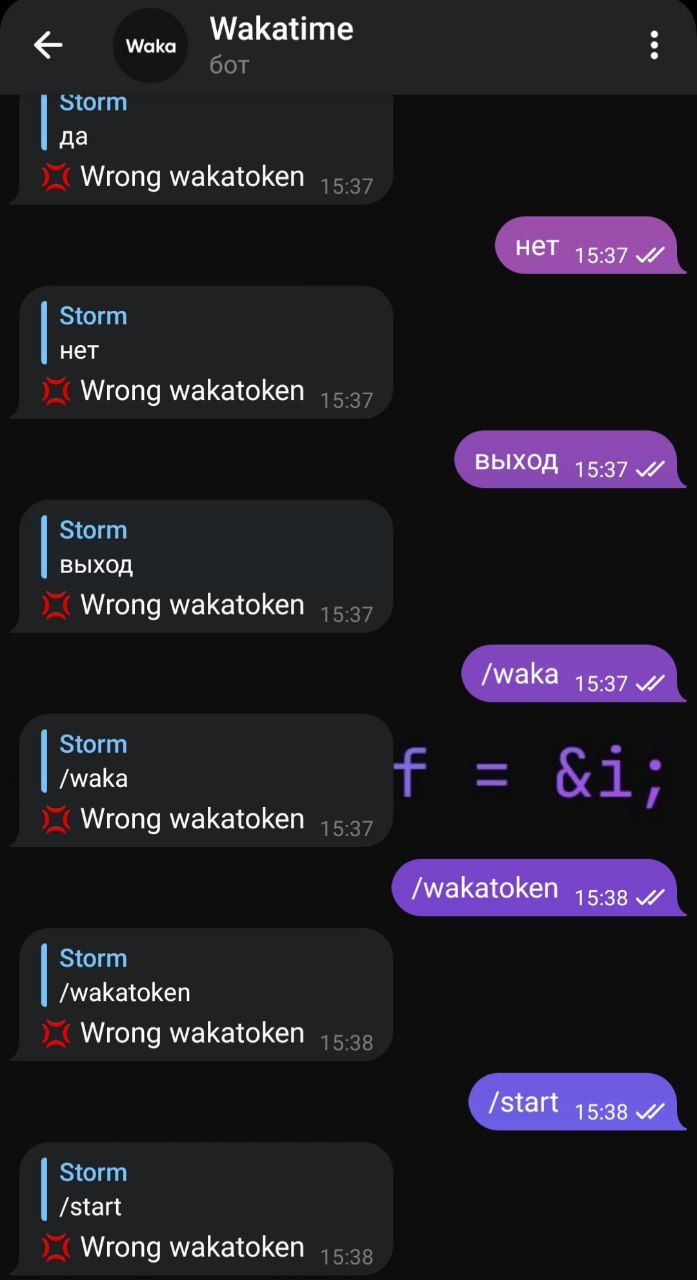 Waka
Wakatime
бот
Storm
да
💢 Wrong wakatoken 15:37
нет 15:37
Storm
нет
💢 Wrong wakatoken 15:37
выход 15:37
Storm
выход
💢 Wrong wakatoken 15:37
/waka 15:37
Storm
/waka
💢 Wrong wakatoken 15:37
f = &i;
/wakatoken 15:38
Storm
/wakatoken
💢 Wrong wakatoken 15:38
/start 15:38
Storm
/start
💢 Wrong wakatoken 15:38